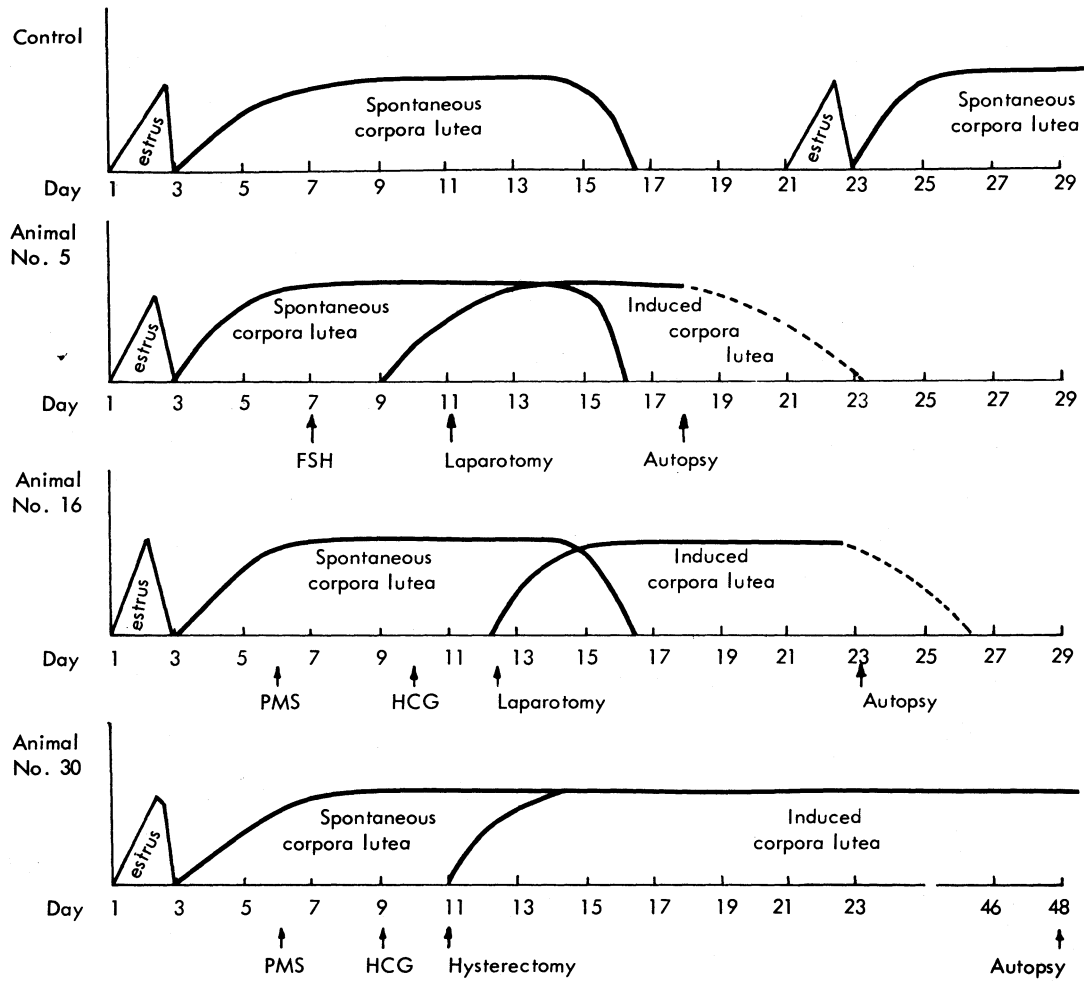 Control
estrus
Spontaneous
corpora lutea
estrus
Spontaneous
corpora lutea
Day 1 3 5 7 9 11 13 15 17 19 21 23 25 27 29
Animal
No. 5
estrus
Spontaneous
corpora lutea
Induced
corpora
lutea
Day 1 3 5 7 9 11 13 15 17 19 21 23 25 27 29
FSH Laparotomy Autopsy
Animal
No. 16
estrus
Spontaneous
corpora lutea
Induced
corpora lutea
Day 1 3 5 7 9 11 13 15 17 19 21 23 25 27 29
PMS HCG Laparotomy Autopsy
Animal
No. 30
estrus
Spontaneous
corpora lutea
Induced
corpora lutea
Day 1 3 5 7 9 11 13 15 17 19 21 23 46 48
PMS HCG Hysterectomy Autopsy